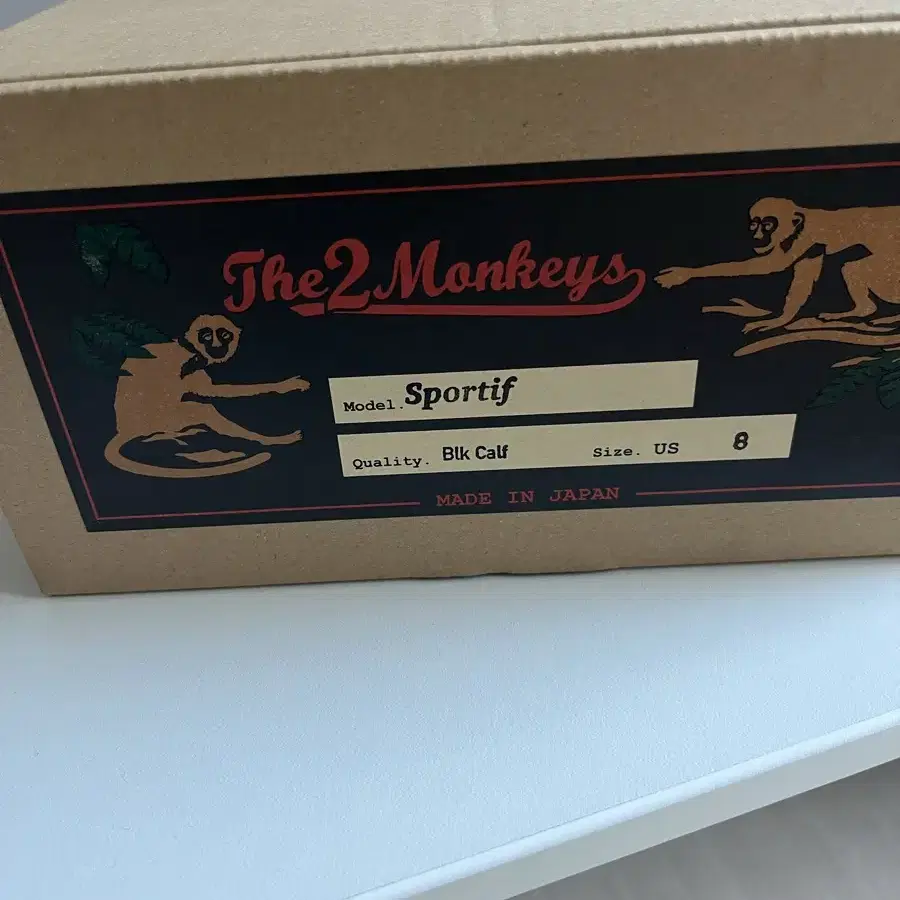 The2Monkeys
Model. Sportif
Quality. Blk Calf Size. US 8
MADE IN JAPAN